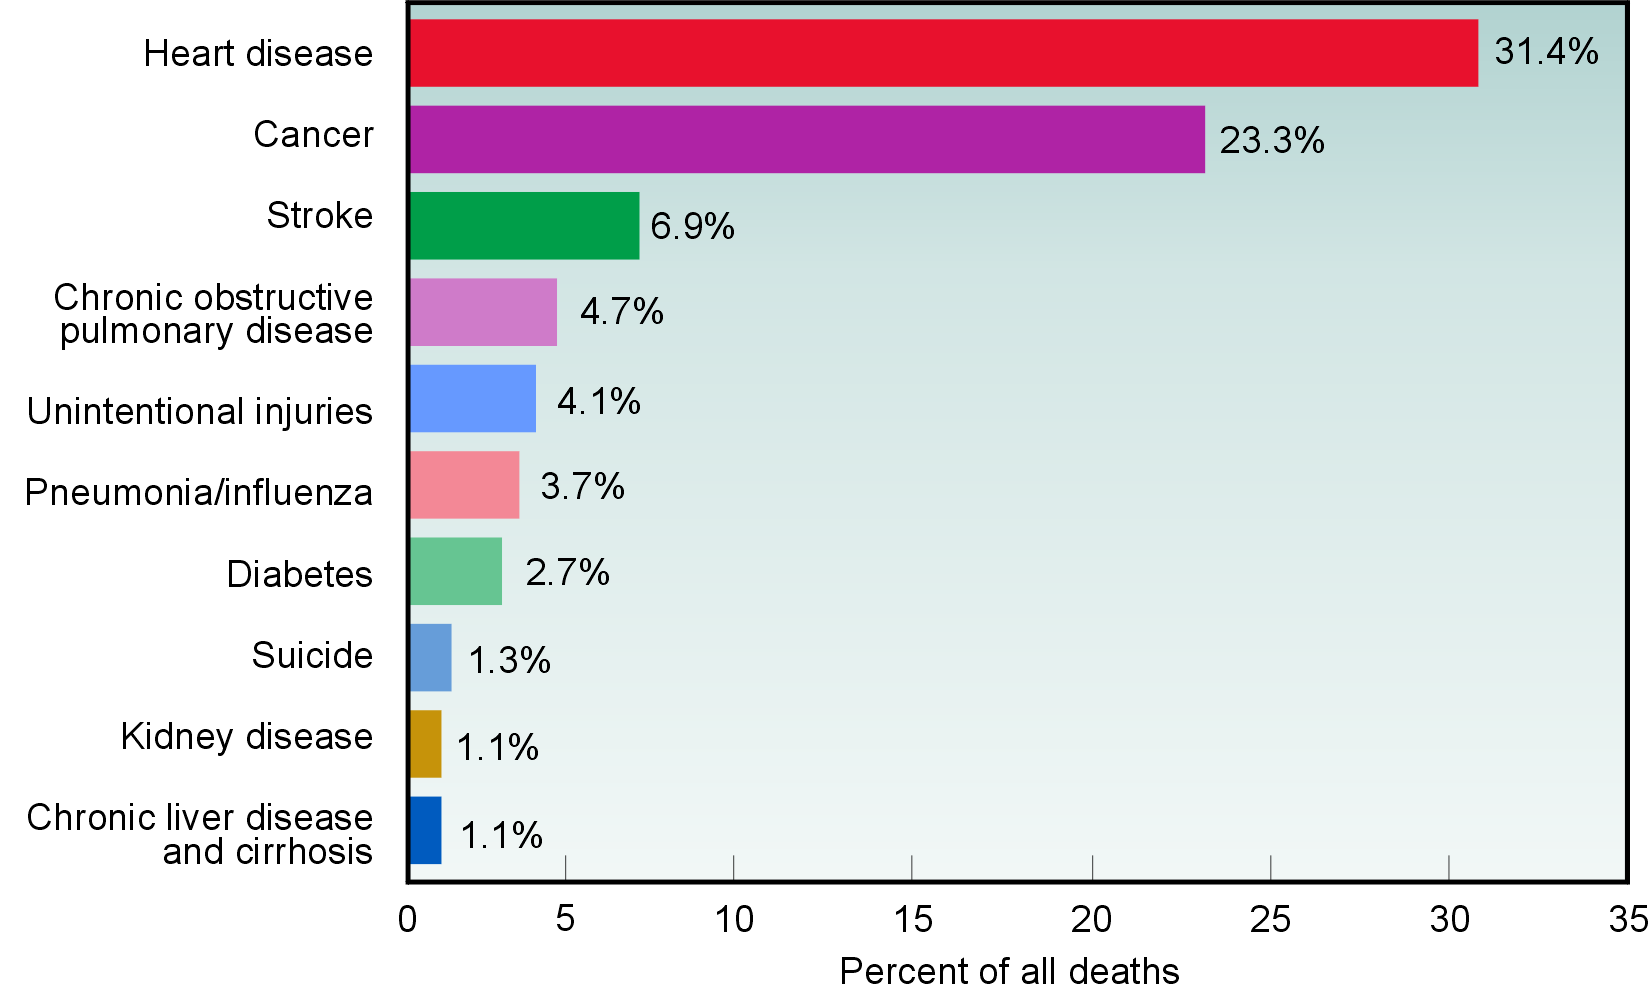 Heart disease
31.4%
Cancer
23.3%
Stroke
6.9%
Chronic obstructive
pulmonary disease
4.7%
Unintentional injuries
4.1%
Pneumonia/influenza
3.7%
Diabetes
2.7%
Suicide
1.3%
Kidney disease
1.1%
Chronic liver disease
and cirrhosis
1.1%
0 5 10 15 20 25 30 35
Percent of all deaths